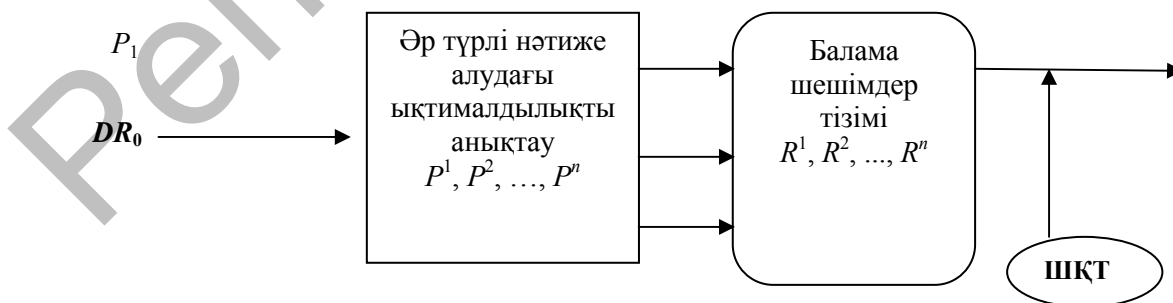 P₁
DR₀
Әр түрлі нәтиже
алудағы
ықтималдылықты
анықтау
P¹, P², …, Pⁿ
Балама
шешімдер
тізімі
R¹, R², ..., Rⁿ
ШҚТ